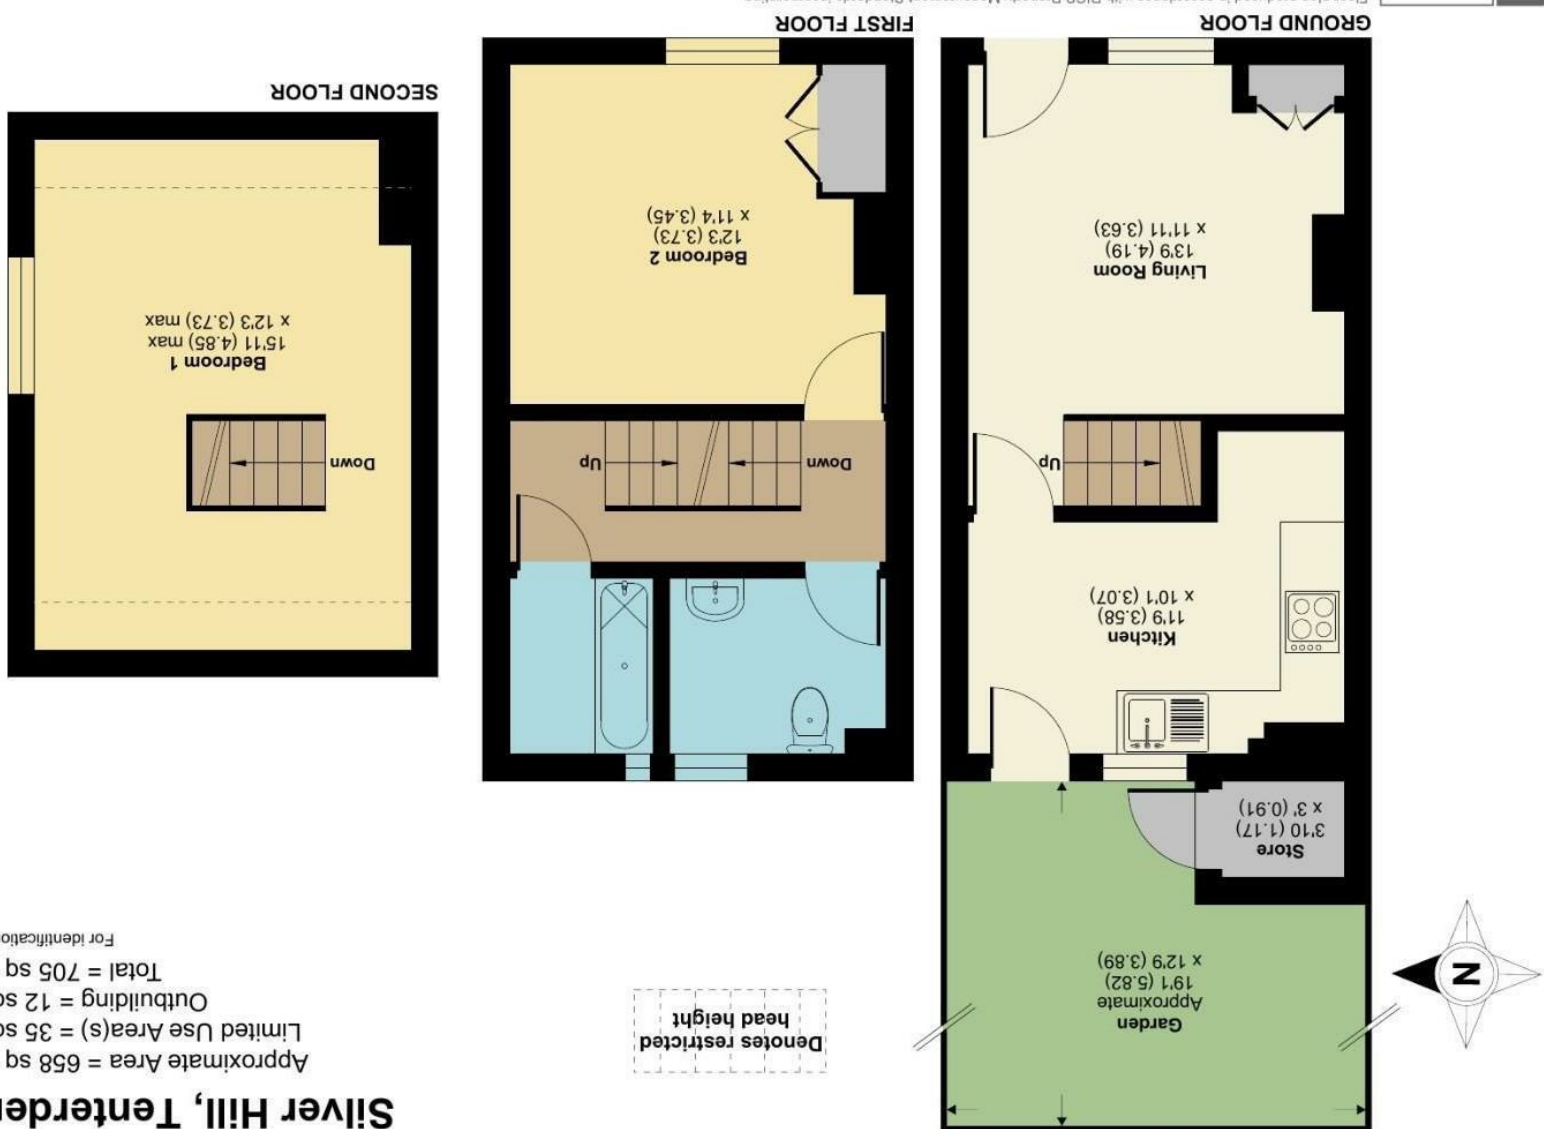 Silver Hill, Tenterden
Approximate Area = 658 sq
Limited Use Area(s) = 35 sq
Outbuilding = 12 sq
Total = 705 sq
For identification
Denotes restricted
head height
N
Garden
Approximate
19'1 (5.82)
x 12'9 (3.89)
Store
3'10 (1.17)
x 3' (0.91)
Kitchen
11'9 (3.58)
x 10'1 (3.07)
Up
Living Room
13'9 (4.19)
x 11'11 (3.63)
GROUND FLOOR
Down
Up
Bedroom 2
12'3 (3.73)
x 11'4 (3.45)
FIRST FLOOR
Down
Bedroom 1
15'11 (4.85) max
x 12'3 (3.73) max
SECOND FLOOR